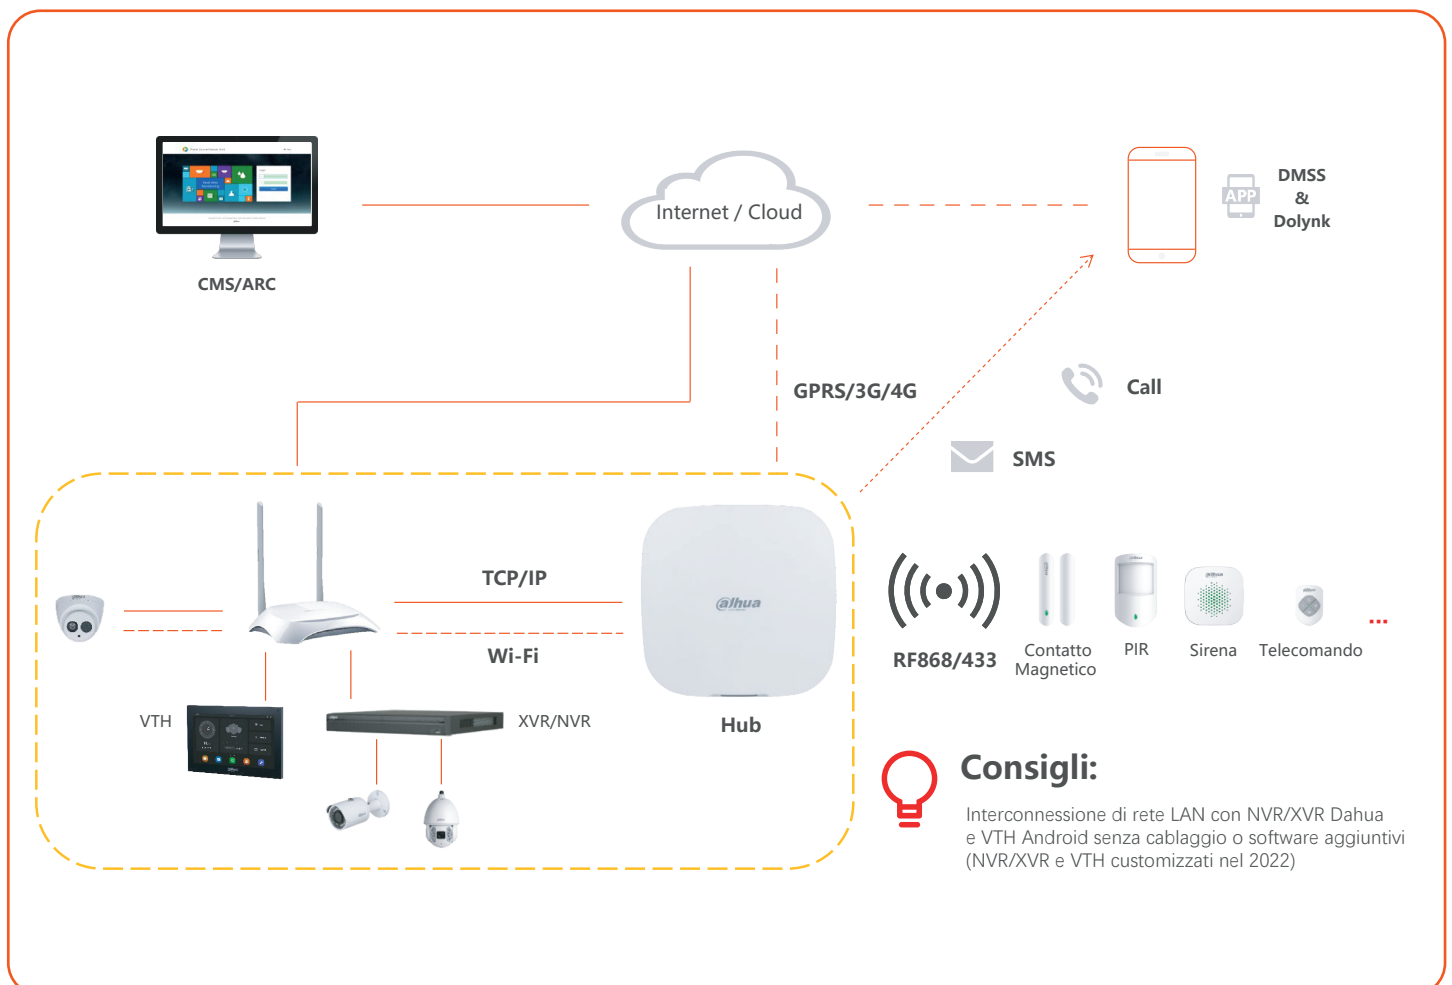 Internet / Cloud
APP
DMSS
&
Dolynk
CMS/ARC
GPRS/3G/4G
Call
SMS
TCP/IP
Wi-Fi
alhua
Hub
VTH
XVR/NVR
RF868/433
Contatto
Magnetico
PIR
Sirena
Telecomando
...
Consigli:
Interconnessione di rete LAN con NVR/XVR Dahua
e VTH Android senza cablaggio o software aggiuntivi
(NVR/XVR e VTH customizzati nel 2022)